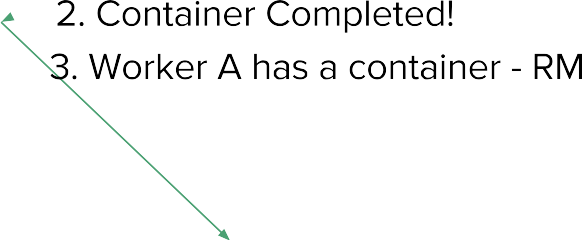 2. Container Completed!
3. Worker A has a container - RM